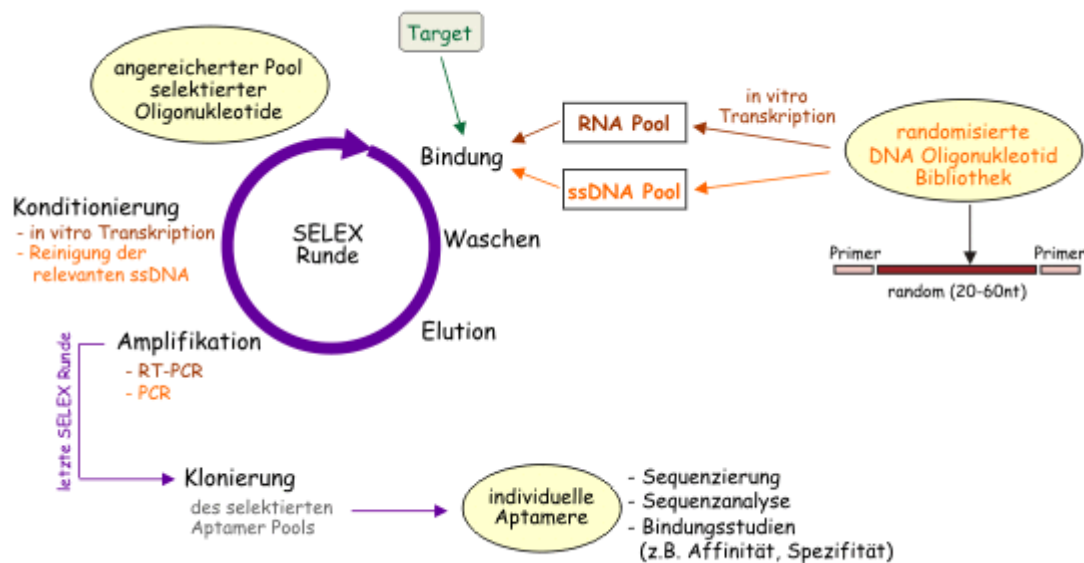 Target
angereicherter Pool
selektierter
Oligonukleotide
in vitro
Transkription
RNA Pool
randomisierte
DNA Oligonukleotid
Bibliothek
Bindung
ssDNA Pool
Konditionierung
- in vitro Transkription
- Reinigung der
relevanten ssDNA
SELEX
Runde
Waschen
Primer
Primer
random (20-60nt)
Elution
Amplifikation
- RT-PCR
- PCR
letzte SELEX Runde
Klonierung
des selektierten
Aptamer Pools
individuelle
Aptamere
- Sequenzierung
- Sequenzanalyse
- Bindungsstudien
(z.B. Affinität, Spezifität)